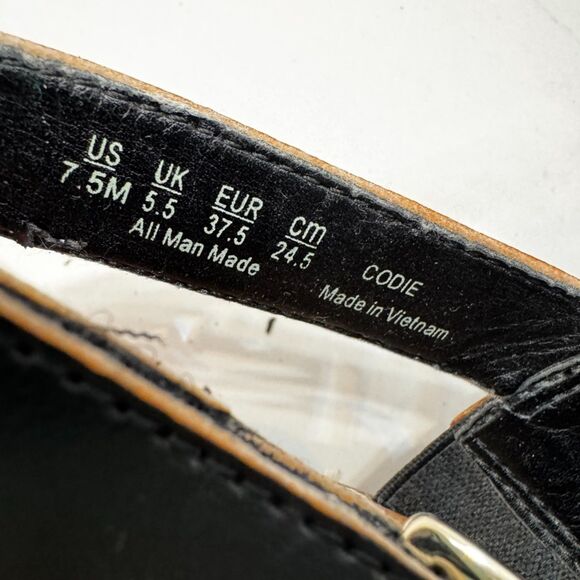 US UK EUR cm
7.5M 5.5 37.5 24.5
All Man Made
CODIE
Made in Vietnam